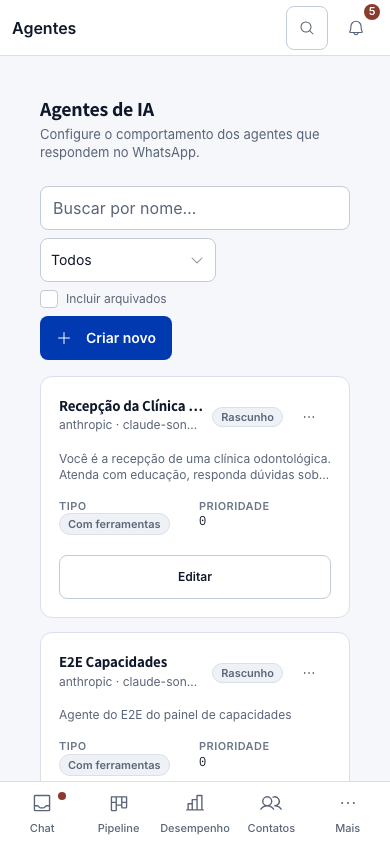 Agentes
5
Agentes de IA
Configure o comportamento dos agentes que
respondem no WhatsApp.
Buscar por nome...
Todos
Incluir arquivados
Criar novo
Recepção da Clínica ...
Rascunho
...
anthropic · claude-son...
Você é a recepção de uma clínica odontológica.
Atenda com educação, responda dúvidas sob...
TIPO PRIORIDADE
Com ferramentas 0
Editar
E2E Capacidades
Rascunho
...
anthropic · claude-son...
Agente do E2E do painel de capacidades
TIPO PRIORIDADE
Com ferramentas 0
Chat Pipeline Desempenho Contatos Mais